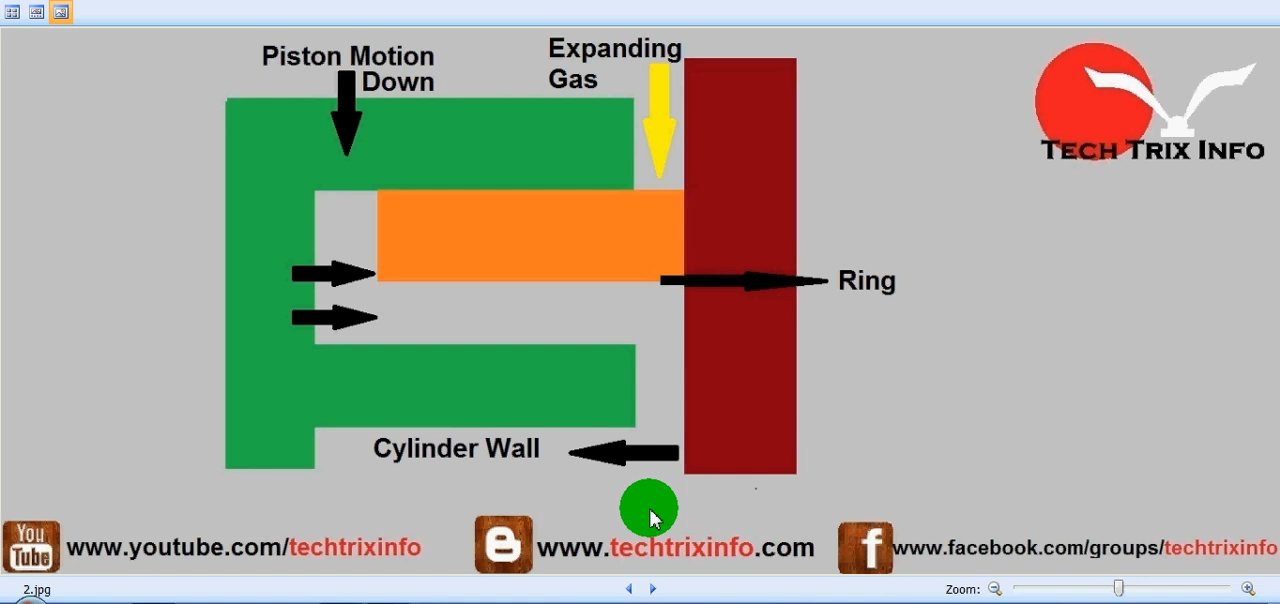 Piston Motion
Down
Expanding
Gas
TECH TRIX INFO
Ring
Cylinder Wall
You
Tube
www.youtube.com/techtrixinfo
www.techtrixinfo.com
f
www.facebook.com/groups/techtrixinfo
2.jpg
Zoom: